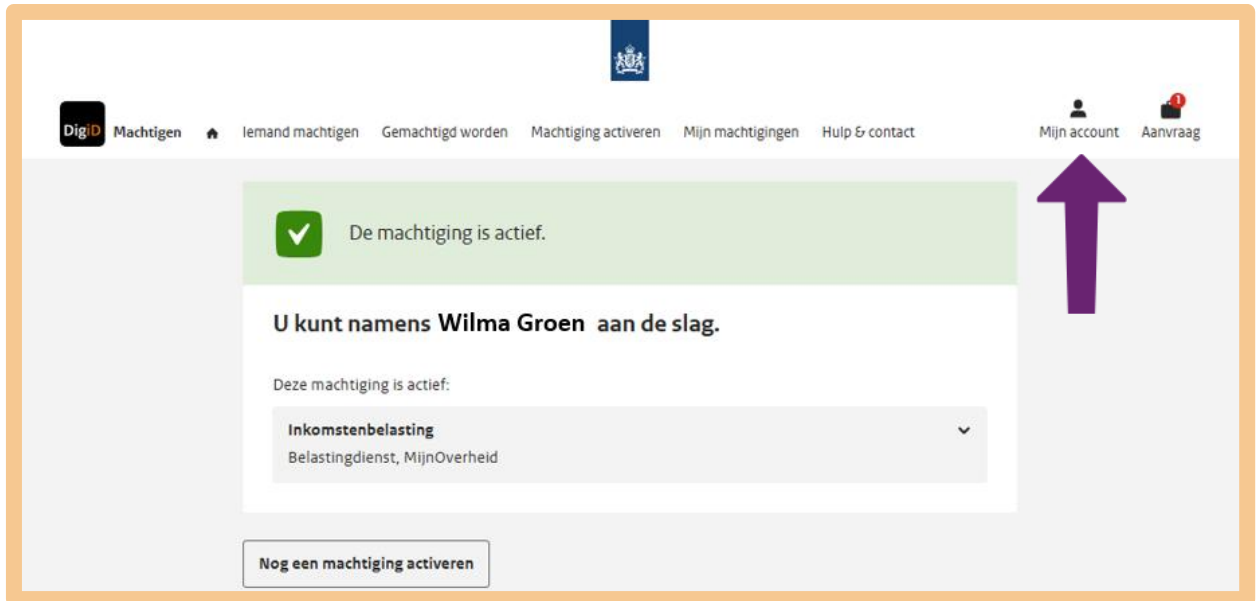 DigiD Machtigen Iemand machtigen Gemachtigd worden Machtiging activeren Mijn machtigingen Hulp & contact Mijn account 1 Aanvraag
De machtiging is actief.
U kunt namens Wilma Groen aan de slag.
Deze machtiging is actief:
Inkomstenbelasting
Belastingdienst, MijnOverheid
Nog een machtiging activeren